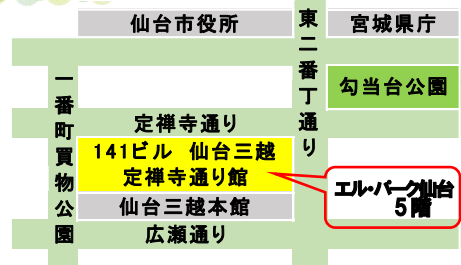 仙台市役所
東二番丁通り
宮城県庁
勾当台公園
一番町買物公園
定禅寺通り
141ビル 仙台三越
定禅寺通り館
エル・パーク仙台
5階
仙台三越本館
広瀬通り